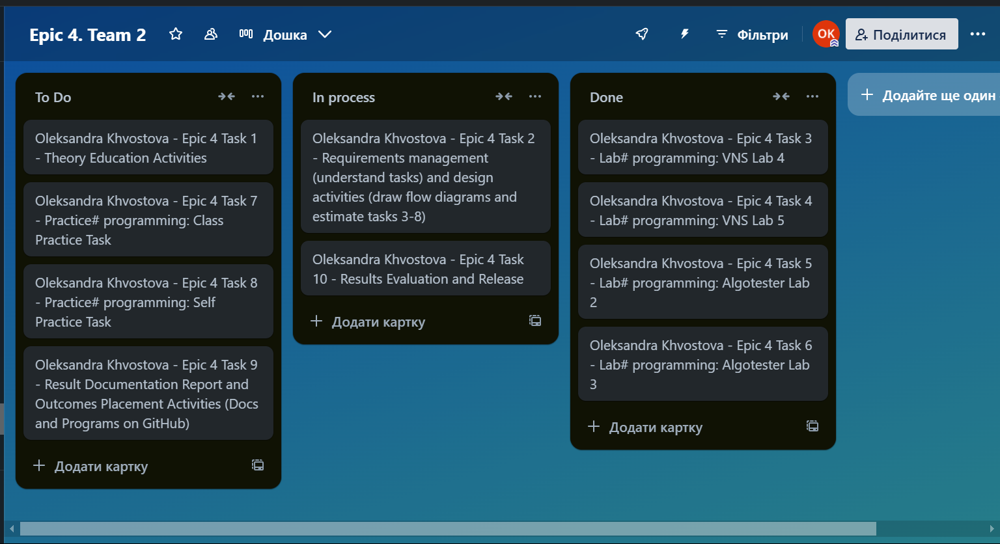 Epic 4. Team 2
Дошка
Фільтри
OK
Поділитися
To Do
Oleksandra Khvostova - Epic 4 Task 1
- Theory Education Activities
Oleksandra Khvostova - Epic 4 Task 7
- Practice# programming: Class
Practice Task
Oleksandra Khvostova - Epic 4 Task 8
- Practice# programming: Self
Practice Task
Oleksandra Khvostova - Epic 4 Task 9
- Result Documentation Report and
Outcomes Placement Activities (Docs
and Programs on GitHub)
Додати картку
In process
Oleksandra Khvostova - Epic 4 Task 2
- Requirements management
(understand tasks) and design
activities (draw flow diagrams and
estimate tasks 3-8)
Oleksandra Khvostova - Epic 4 Task
10 - Results Evaluation and Release
Додати картку
Done
Oleksandra Khvostova - Epic 4 Task 3
- Lab# programming: VNS Lab 4
Oleksandra Khvostova - Epic 4 Task 4
- Lab# programming: VNS Lab 5
Oleksandra Khvostova - Epic 4 Task 5
- Lab# programming: Algotester Lab
2
Oleksandra Khvostova - Epic 4 Task 6
- Lab# programming: Algotester Lab
3
Додати картку
Додайте ще один